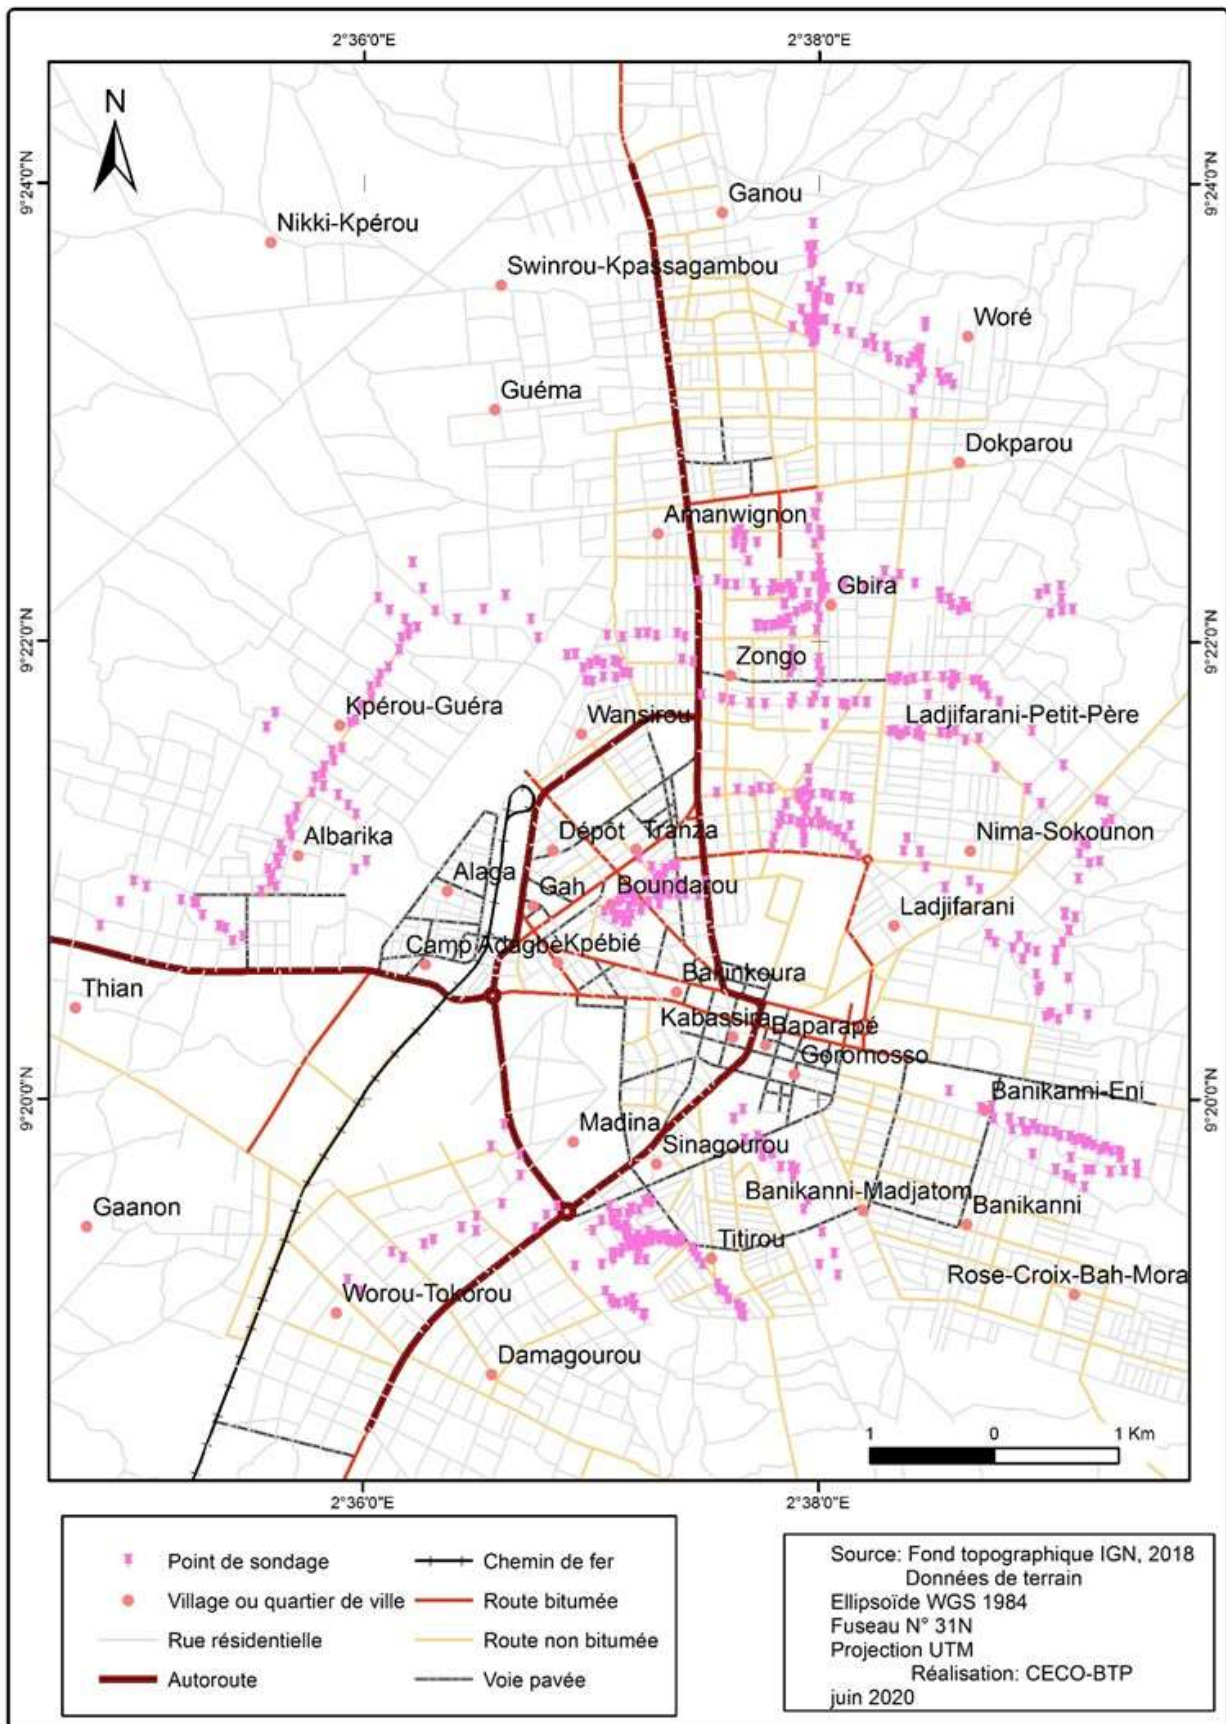 2°36'0"E
2°38'0"E
N
9°24'0"N
9°24'0"N
Ganou
Nikki-Kpérou
Swinrou-Kpassagambou
Woré
Guéma
Dokparou
Amanwignon
Gbira
9°22'0"N
9°22'0"N
Zongo
Kpérou-Guéra
Wansirou
Ladjifarani-Petit-Père
Albarika
Dépôt
Tranza
Nima-Sokounon
Alaga
Gah
Boundarou
Ladjifarani
Camp Adagbè
Kpébié
Bakinkoura
Thian
Kabassira
Baparapé
Goromosso
9°20'0"N
9°20'0"N
Banikanni-Eni
Madina
Sinagourou
Banikanni-Madjatom
Banikanni
Gaanon
Titirou
Rose-Croix-Bah-Mora
Worou-Tokorou
Damagourou
1 0 1 Km
2°36'0"E
2°38'0"E
Point de sondage
Chemin de fer
Village ou quartier de ville
Route bitumée
Rue résidentielle
Route non bitumée
Autoroute
Voie pavée
Source: Fond topographique IGN, 2018
Données de terrain
Ellipsoïde WGS 1984
Fuseau N° 31N
Projection UTM
Réalisation: CECO-BTP
juin 2020